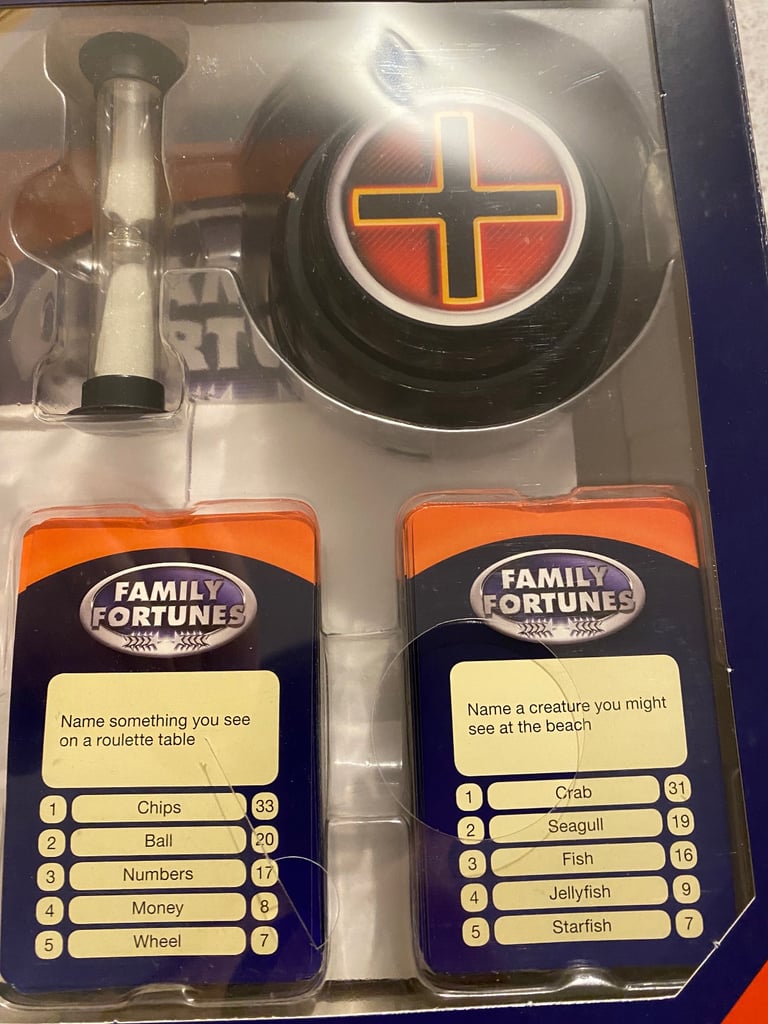 FAMILY
FORTUNES
Name something you see
on a roulette table
1 Chips 33
2 Ball 20
3 Numbers 17
4 Money 8
5 Wheel 7
FAMILY
FORTUNES
Name a creature you might
see at the beach
1 Crab 31
2 Seagull 19
3 Fish 16
4 Jellyfish 9
5 Starfish 7